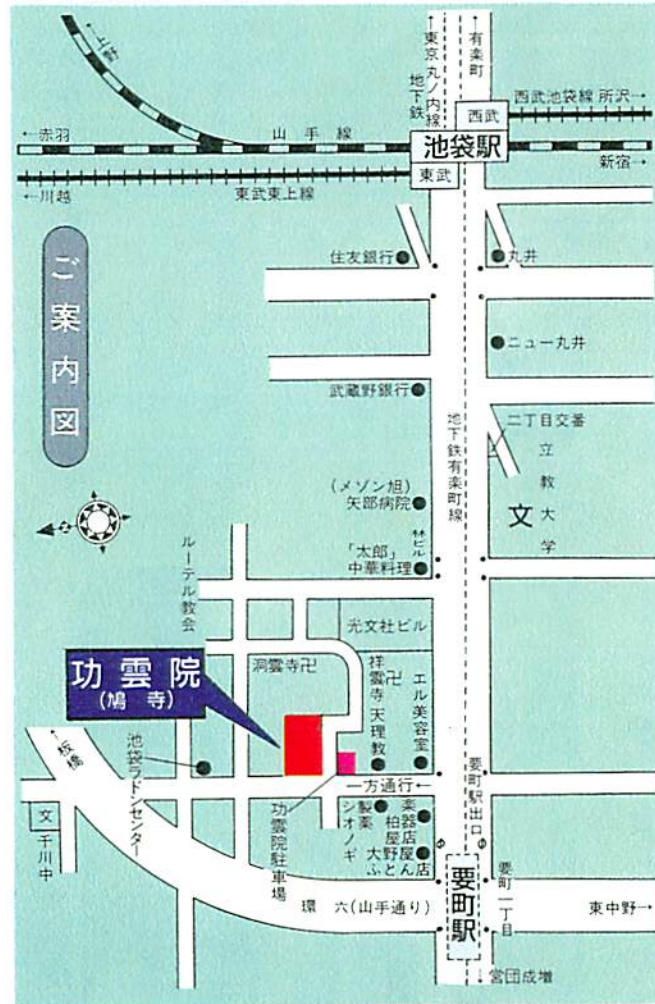 ←有楽町
←東京丸ノ内線
地下鉄
←上野
西武池袋線 所沢→
西武
←赤羽
山手線
池袋駅
新宿→
東武
←川越
東武東上線
ご案内図
住友銀行
丸井
ニュー丸井
武蔵野銀行
地下鉄有楽町線
二丁目交番
立教大学
文
(メゾン旭)
矢部病院
林ビル
「太郎」
中華料理
ルーテル教会
光文社ビル
功雲院
(鳩寺)
洞雲寺卍
祥雲寺卍
天理教
エル美容室
←板橋
池袋ラドンセンター
文
千川中
功雲院駐車場
一方通行←
要町駅出口
シオノギ
製薬
楽器店
柏屋
大野屋
ふとん店
環六(山手通り)
要町駅
要町一丁目
東中野→
↓営団成増